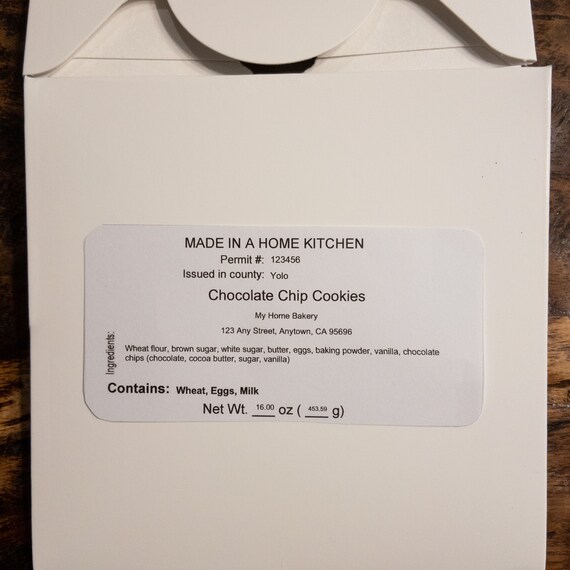 MADE IN A HOME KITCHEN
Permit #: 123456
Issued in county: Yolo
Chocolate Chip Cookies
My Home Bakery
123 Any Street, Anytown, CA 95696
Ingredients:
Wheat flour, brown sugar, white sugar, butter, eggs, baking powder, vanilla, chocolate
chips (chocolate, cocoa butter, sugar, vanilla)
Contains: Wheat, Eggs, Milk
Net Wt. 16.00 oz ( 453.59 g)